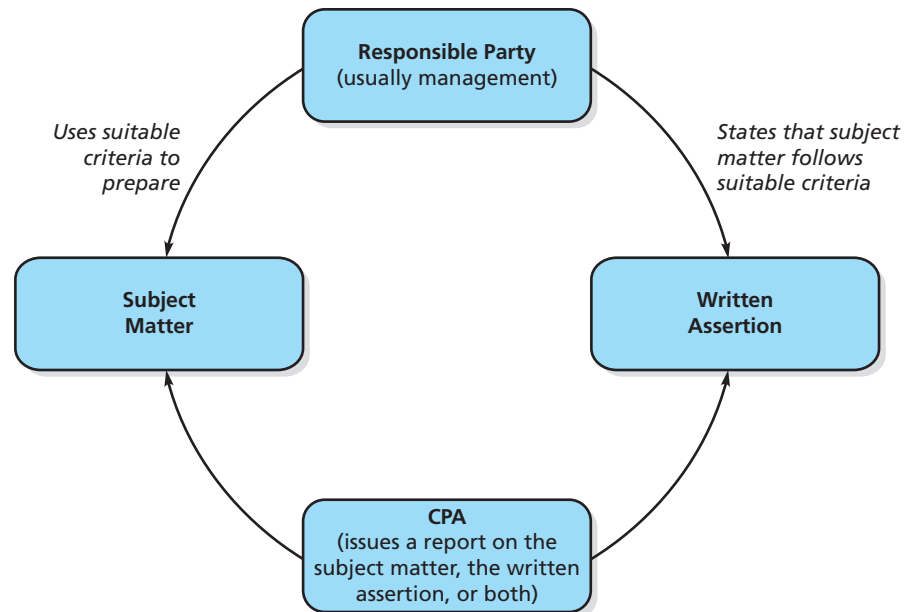 Responsible Party
(usually management)
Uses suitable
criteria to
prepare
States that subject
matter follows
suitable criteria
Subject
Matter
Written
Assertion
CPA
(issues a report on the
subject matter, the written
assertion, or both)